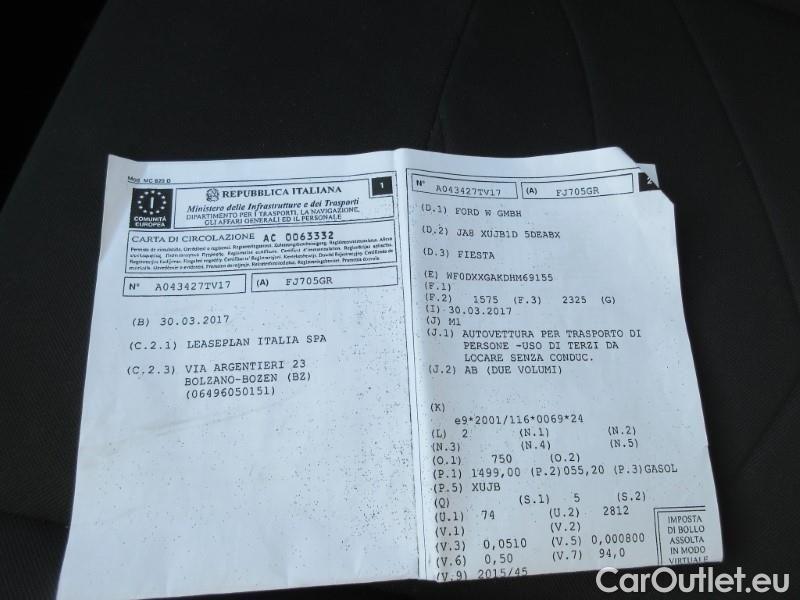 Mod. MC 823 D
COMUNITÀ
EUROPEA
I
REPUBBLICA ITALIANA
1
Ministero delle Infrastrutture e dei Trasporti
DIPARTIMENTO PER I TRASPORTI, LA NAVIGAZIONE,
GLI AFFARI GENERALI ED IL PERSONALE
CARTA DI CIRCOLAZIONE AC 0063332
N° A043427TV17 (A) FJ705GR
(B) 30.03.2017
(C.2.1) LEASEPLAN ITALIA SPA
(C.2.3) VIA ARGENTIERI 23
BOLZANO-BOZEN (BZ)
(06496050151)
N° A043427TV17 (A) FJ705GR
2
(D.1) FORD W GMBH
(D.2) JA8 XUJB1D 5DEABX
(D.3) FIESTA
(E) WF0DXXGAKDHM69155
(F.1)
(F.2) 1575 (F.3) 2325 (G)
(I) 30.03.2017
(J) M1
(J.1) AUTOVETTURA PER TRASPORTO DI
PERSONE -USO DI TERZI DA
LOCARE SENZA CONDUC.
(J.2) AB (DUE VOLUMI)
(K)
e9*2001/116*0069*24
(L) 2 (N.1) (N.2)
(N.3) (N.4) (N.5)
(O.1) 750 (O.2)
(P.1) 1499,00 (P.2)055,20 (P.3)GASOL
(P.5) XUJB
(Q) (S.1) 5 (S.2)
(U.1) 74 (U.2) 2812
(V.1) (V.2)
(V.3) 0,0510 (V.5) 0,000800
(V.6) 0,50 (V.7) 94,0
(V.9) 2015/45
IMPOSTA
DI BOLLO
ASSOLTA
IN MODO
VIRTUALE
CarOutlet.eu